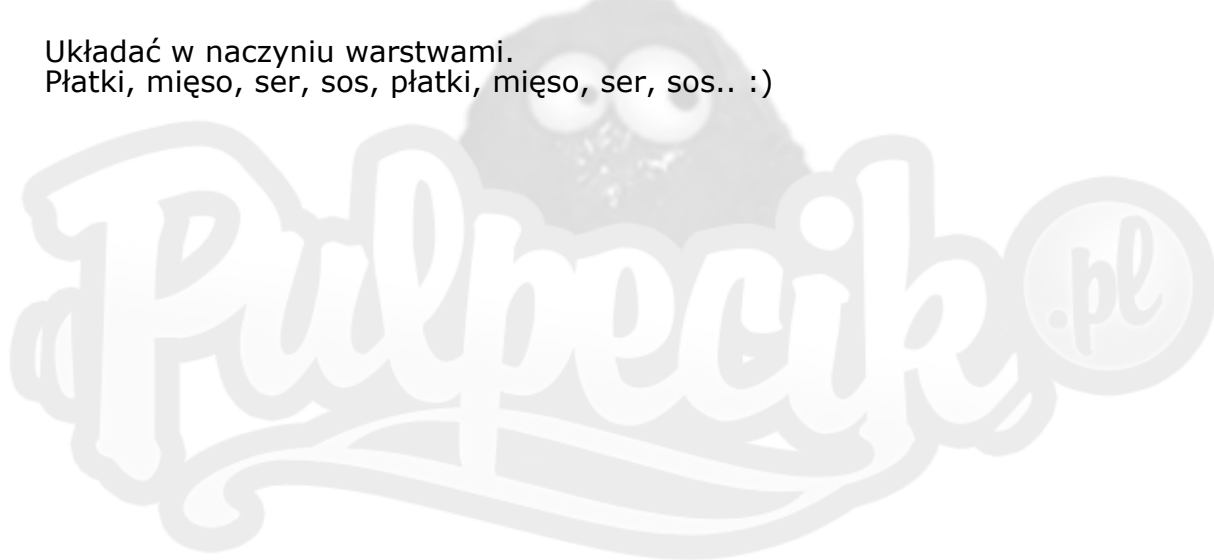 Układać w naczyniu warstwami.
Płatki, mięso, ser, sos, płatki, mięso, ser, sos.. :)
Pulpecik.pl